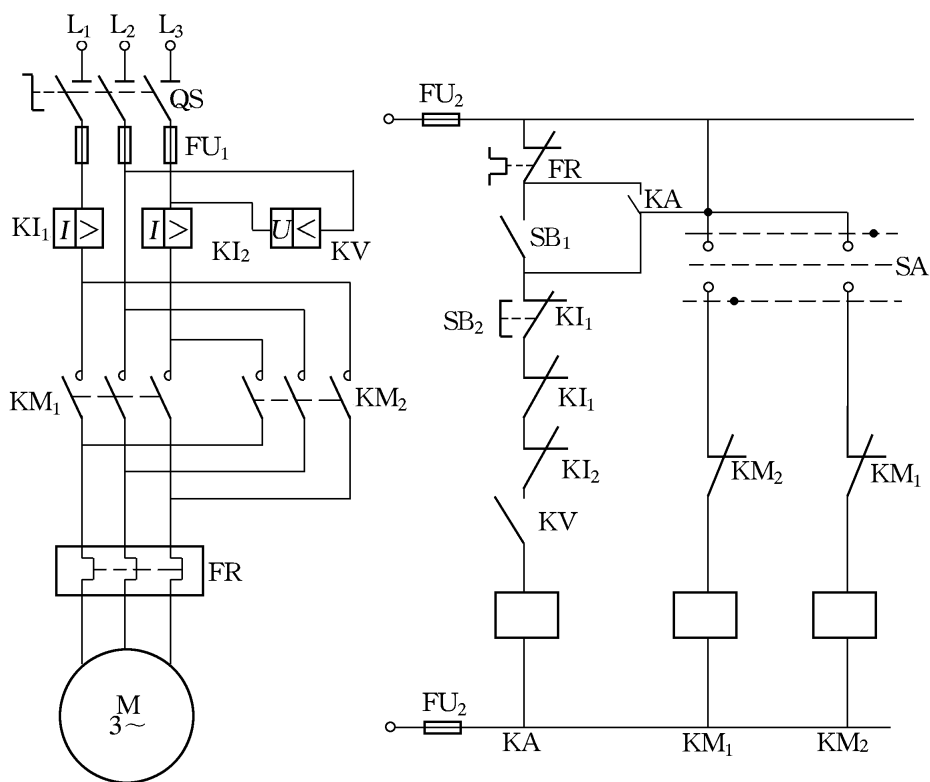 L₁ L₂ L₃
QS
FU₁
KI₁ I > I > KI₂ U < KV
KM₁ KM₂
FR
M
3~
FU₂
FR
KA
SB₁
SA
SB₂ KI₁
KI₁
KI₂
KM₂ KM₁
KV
FU₂
KA KM₁ KM₂